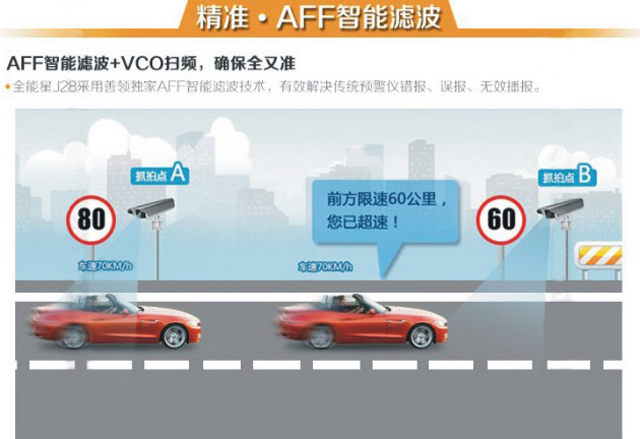 精准·AFF智能滤波
AFF智能滤波+VCO扫频，确保全又准
•全能星J28采用善领独家AFF智能滤波技术，有效解决传统预警仪错报、误报、无效播报。
抓拍点 A
抓拍点 B
80
前方限速60公里，
您已超速！
60
车速70KM/h
车速70KM/h